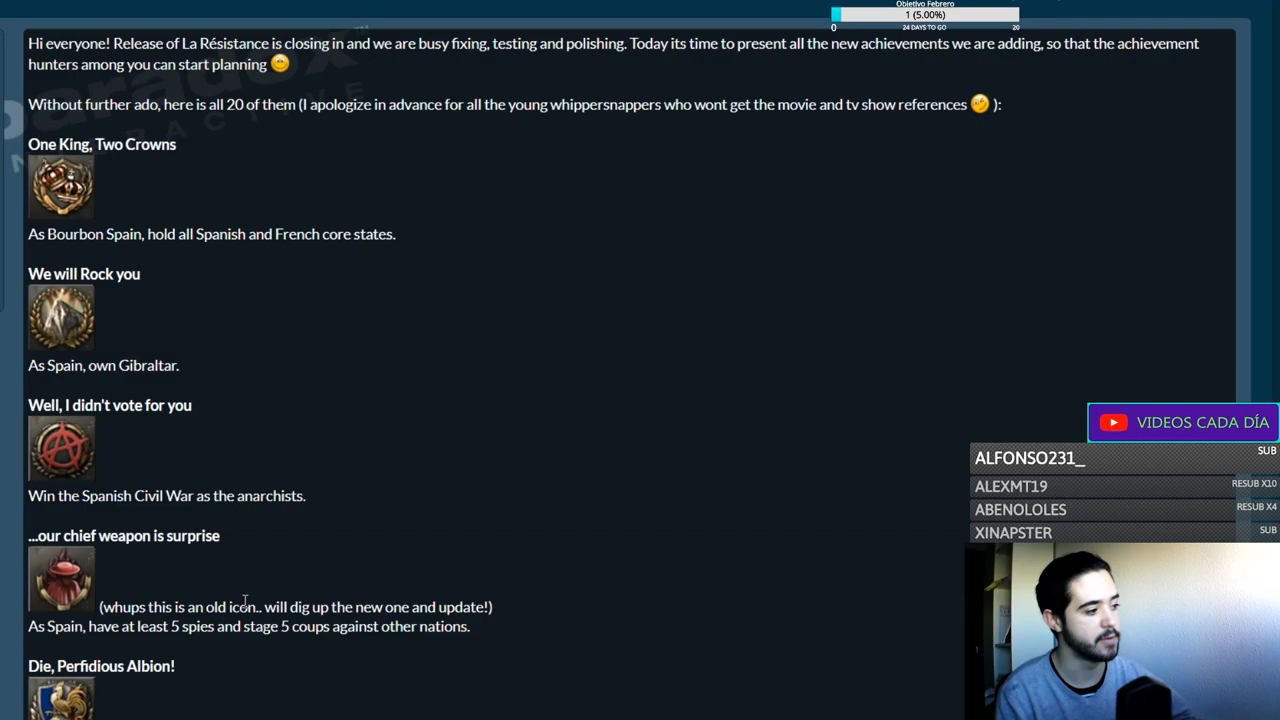 Objetivo Febrero
1 (5.00%)
0 24 DAYS TO GO 20
Hi everyone! Release of La Résistance is closing in and we are busy fixing, testing and polishing. Today its time to present all the new achievements we are adding, so that the achievement
hunters among you can start planning
Without further ado, here is all 20 of them (I apologize in advance for all the young whippersnappers who wont get the movie and tv show references ):
One King, Two Crowns
As Bourbon Spain, hold all Spanish and French core states.
We will Rock you
As Spain, own Gibraltar.
Well, I didn't vote for you
Win the Spanish Civil War as the anarchists.
...our chief weapon is surprise
(whups this is an old icon.. will dig up the new one and update!)
As Spain, have at least 5 spies and stage 5 coups against other nations.
Die, Perfidious Albion!
VIDEOS CADA DÍA
ALFONSO231_ SUB
ALEXMT19 RESUB X10
ABENOLOLES RESUB X4
XINAPSTER SUB